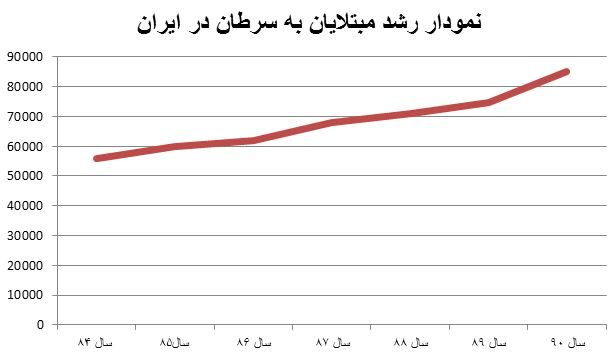 نمودار رشد مبتلایان به سرطان در ایران
90000
80000
70000
60000
50000
40000
30000
20000
10000
0
سال ۸۴
سال۸۵
سال ۸۶
سال ۸۷
سال ۸۸
سال ۸۹
سال ۹۰